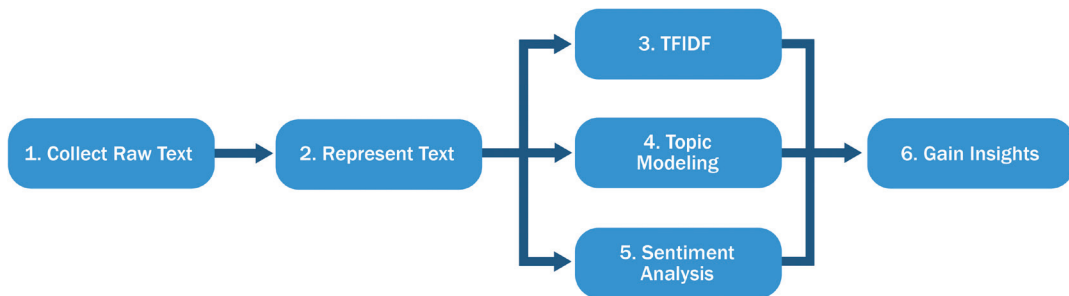 1. Collect Raw Text
2. Represent Text
3. TFIDF
4. Topic
Modeling
5. Sentiment
Analysis
6. Gain Insights